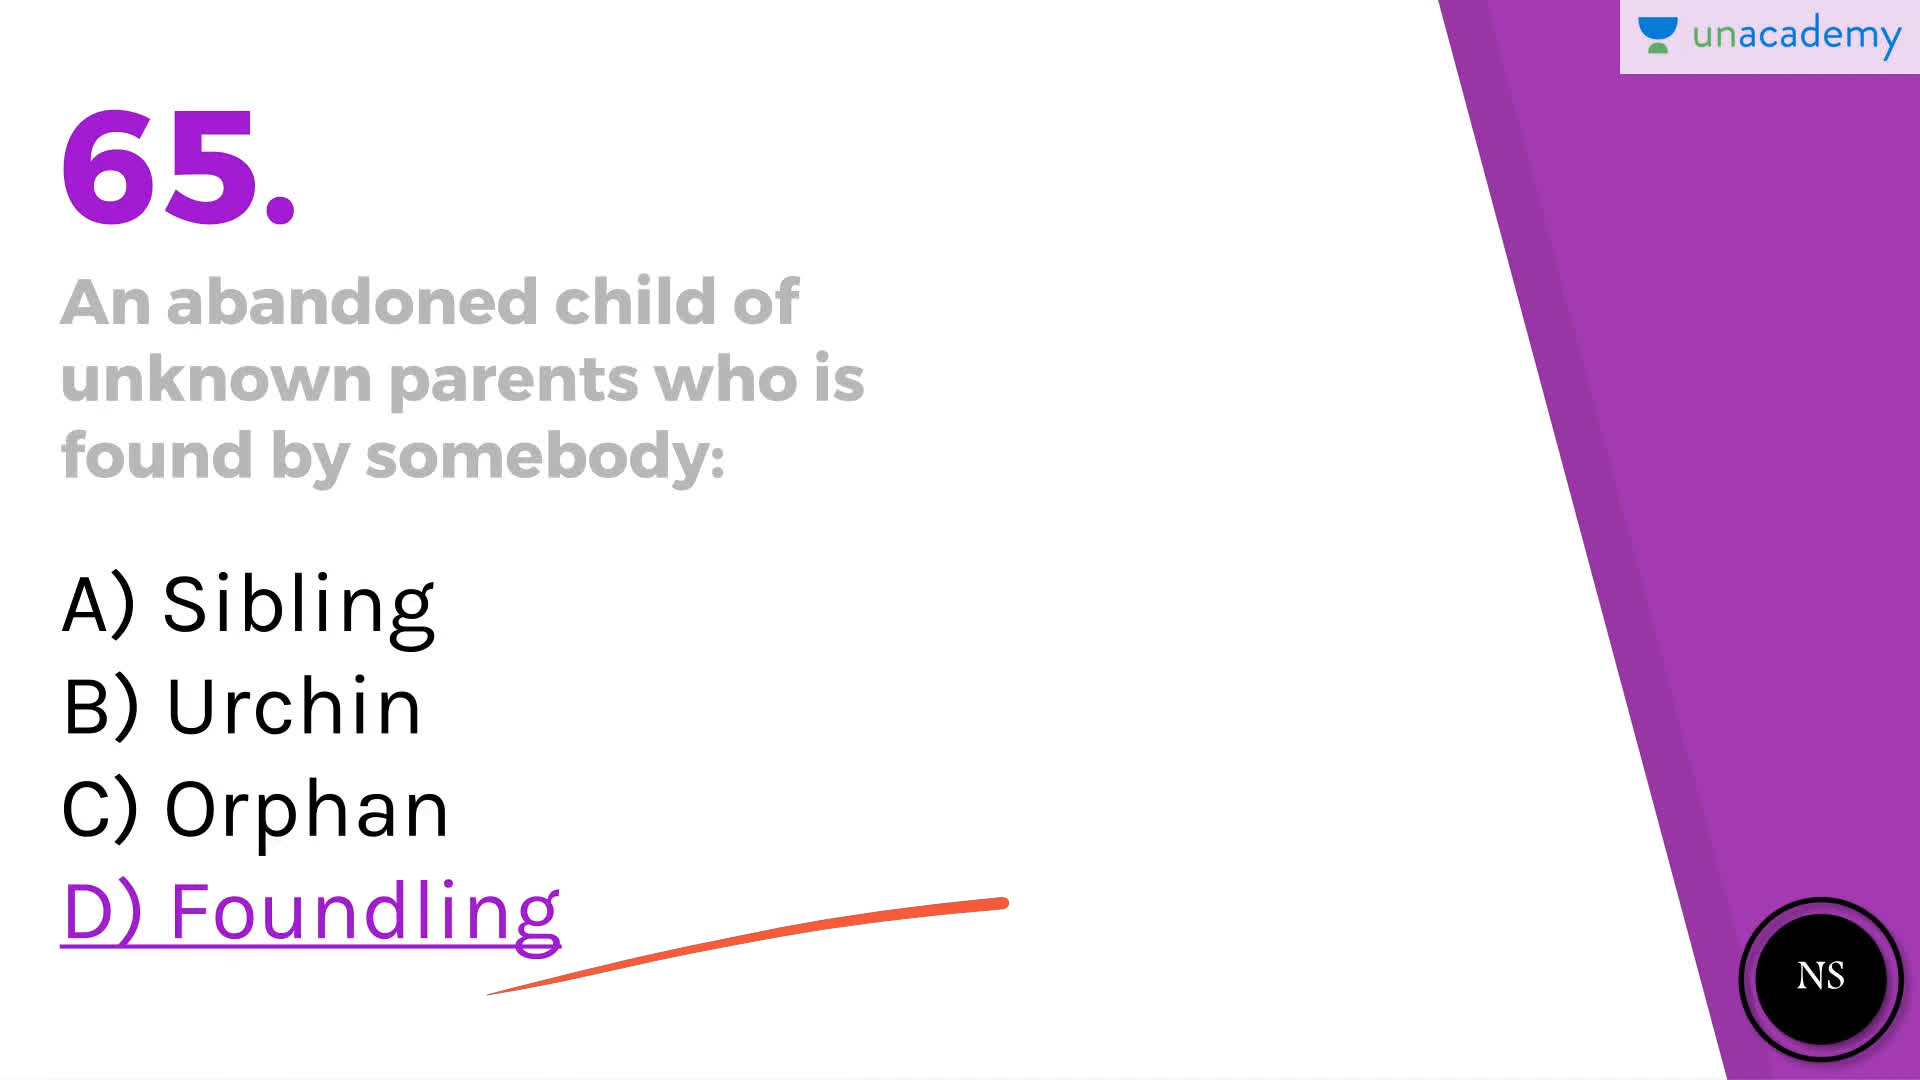 unacademy
65.
An abandoned child of
unknown parents who is
found by somebody:
A) Sibling
B) Urchin
C) Orphan
D) Foundling
NS